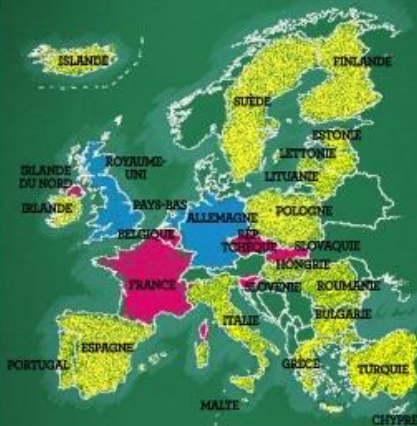 ISLANDE
FINLANDE
SUÈDE
ESTONIE
LETTONIE
LITUANIE
IRLANDE
DU NORD
ROYAUME-
UNI
IRLANDE
PAYS-BAS
ALLEMAGNE
POLOGNE
BELGIQUE
RÉP.
TCHÈQUE
SLOVAQUIE
HONGRIE
FRANCE
SLOVÉNIE
ROUMANIE
BULGARIE
ITALIE
ESPAGNE
PORTUGAL
GRÈCE
TURQUIE
MALTE
CHYPRE